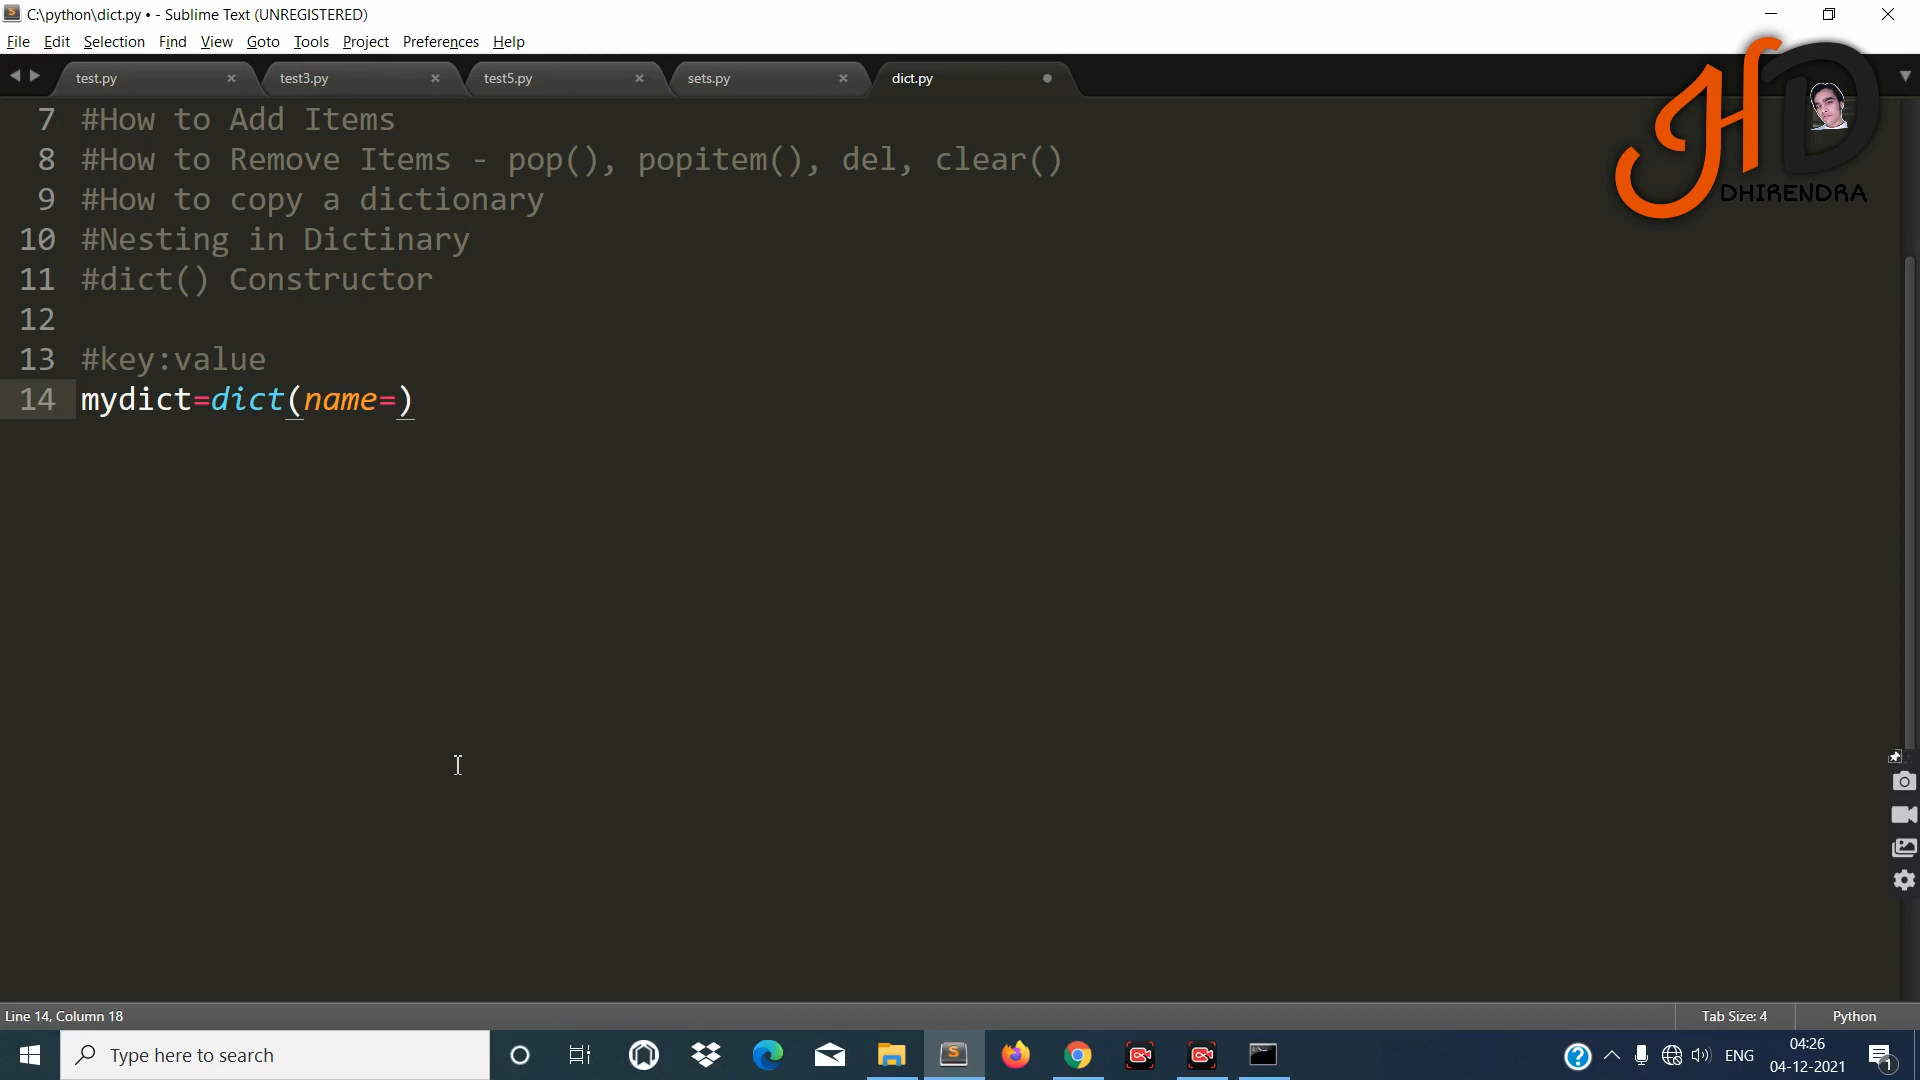 C:\python\dict.py • - Sublime Text (UNREGISTERED)
File Edit Selection Find View Goto Tools Project Preferences Help
test.py test3.py test5.py sets.py dict.py
7 #How to Add Items
8 #How to Remove Items - pop(), popitem(), del, clear()
9 #How to copy a dictionary
10 #Nesting in Dictinary
11 #dict() Constructor
12
13 #key:value
14 mydict=dict(name=)
HD
DHIRENDRA
Line 14, Column 18
Tab Size: 4
Python
Type here to search
ENG
04:26
04-12-2021
1